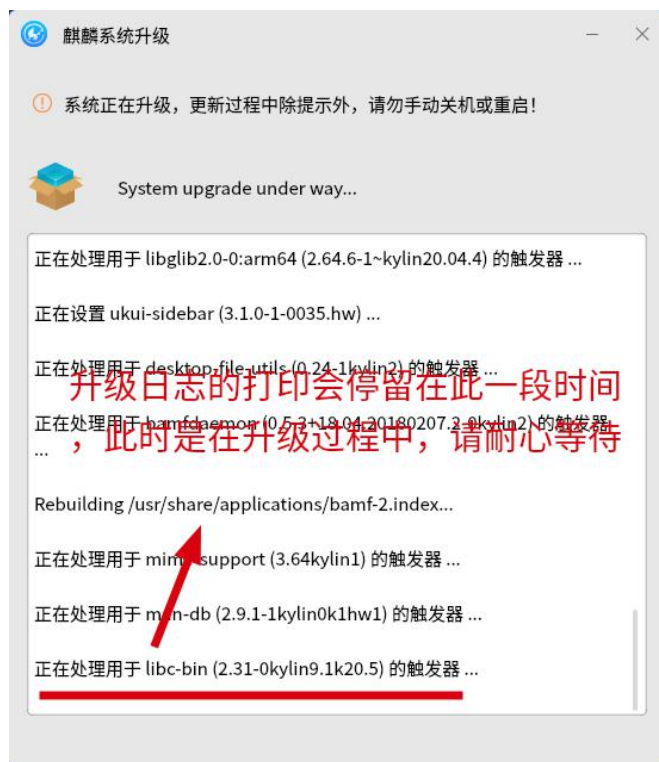 麒麟系统升级
系统正在升级，更新过程中除提示外，请勿手动关机或重启！
System upgrade under way...
正在处理用于 libglib2.0-0:arm64 (2.64.6-1~kylin20.04.4) 的触发器 ...
正在设置 ukui-sidebar (3.1.0-1-0035.hw) ...
正在处理用于 desktop-file-utils (0.24-1kylin2) 的触发器 ...
升级日志的打印会停留在此一段时间
正在处理用于 bamfdaemon (0.5.3+18.04.20180207.2-0kylin2) 的触发器
...
，此时是在升级过程中，请耐心等待
Rebuilding /usr/share/applications/bamf-2.index...
正在处理用于 mime-support (3.64kylin1) 的触发器 ...
正在处理用于 man-db (2.9.1-1kylin0k1hw1) 的触发器 ...
正在处理用于 libc-bin (2.31-0kylin9.1k20.5) 的触发器 ...